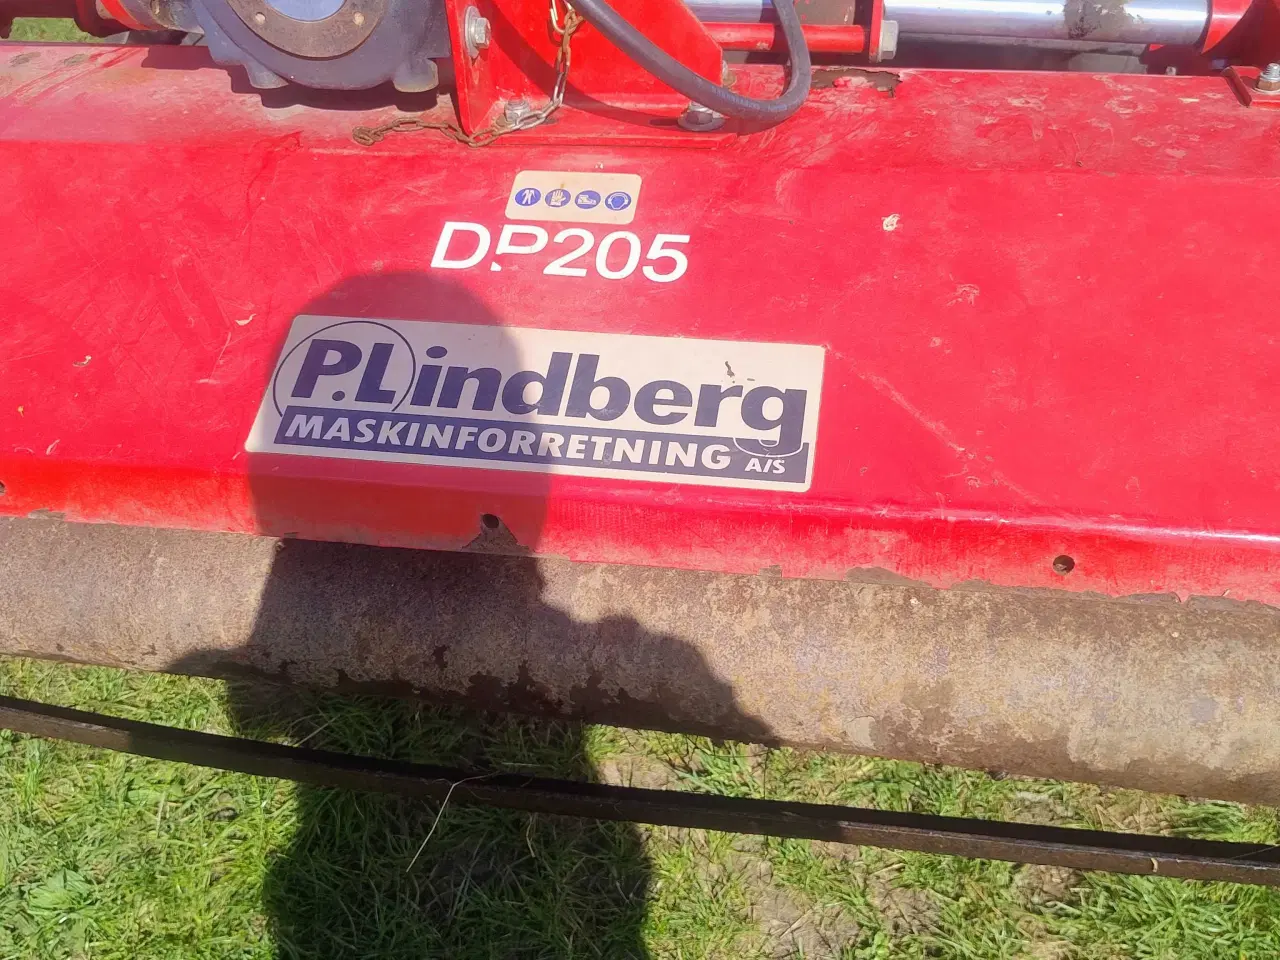 DP205
P.Lindberg
MASKINFORRETNING A/S